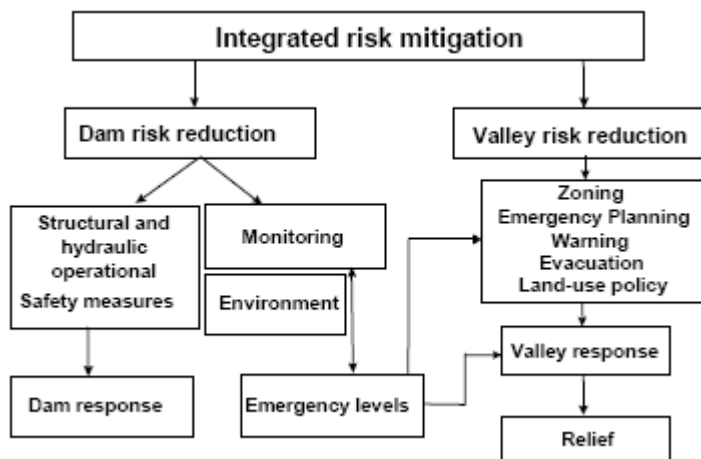 Integrated risk mitigation
Dam risk reduction
Valley risk reduction
Structural and
hydraulic
operational
Safety measures
Monitoring
Environment
Zoning
Emergency Planning
Warning
Evacuation
Land-use policy
Dam response
Emergency levels
Valley response
Relief